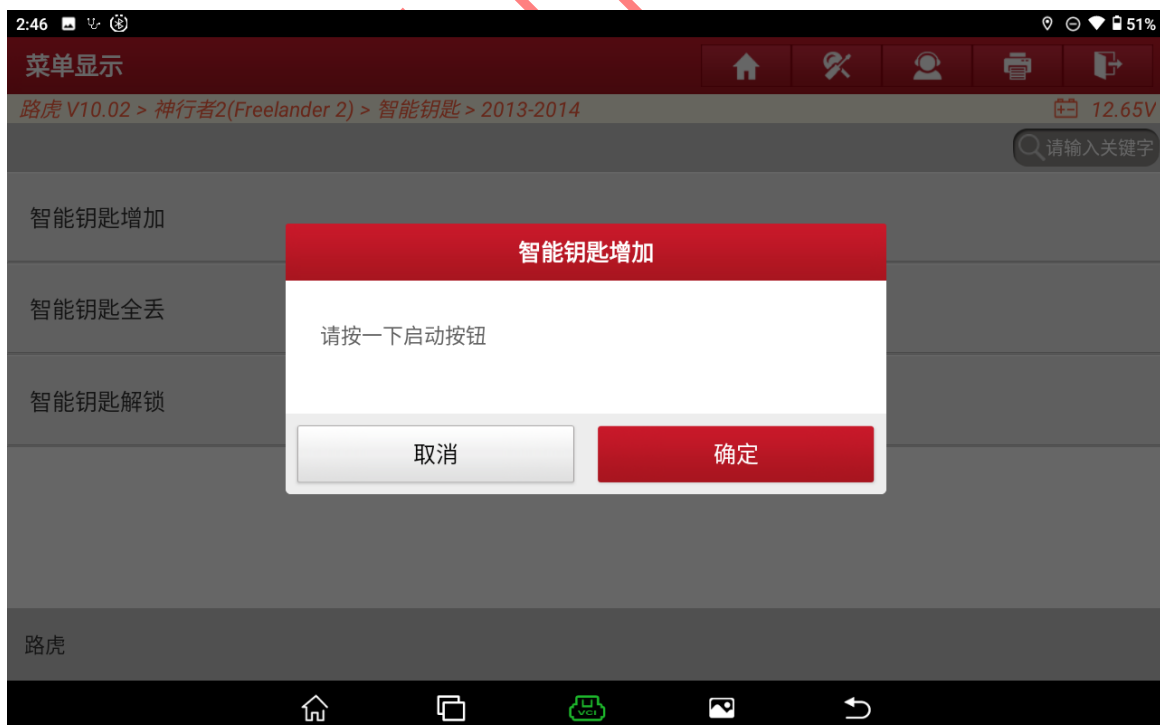 2:46
51%
菜单显示
路虎 V10.02 > 神行者2(Freelander 2) > 智能钥匙 > 2013-2014
12.65V
请输入关键字
智能钥匙增加
智能钥匙增加
智能钥匙全丢
请按一下启动按钮
智能钥匙解锁
取消
确定
路虎
VCI